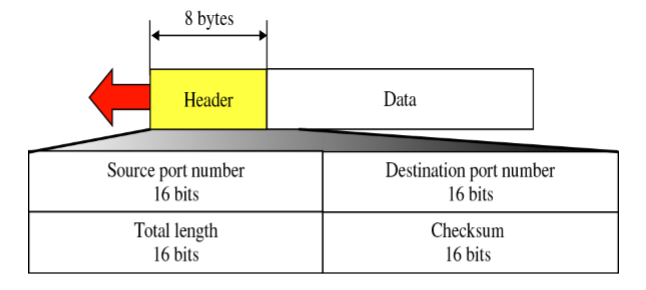 8 bytes
Header
Data
Source port number
16 bits
Destination port number
16 bits
Total length
16 bits
Checksum
16 bits